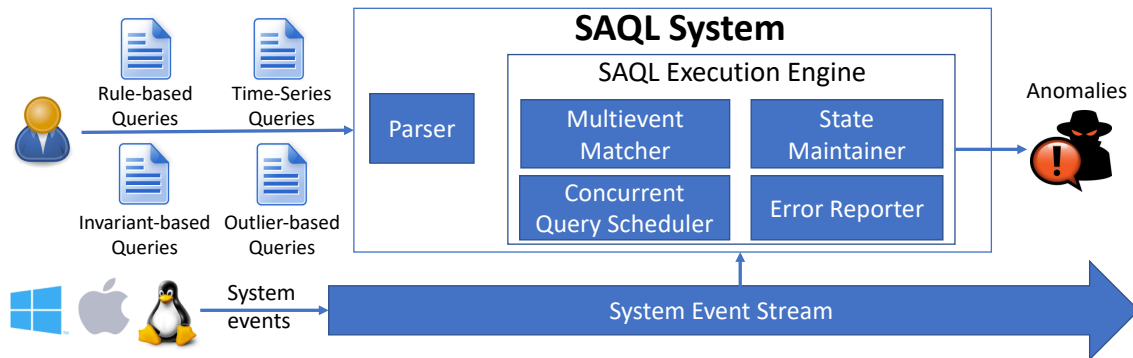 SAQL System
SAQL Execution Engine
Rule-based
Queries
Time-Series
Queries
Invariant-based
Queries
Outlier-based
Queries
Parser
Multievent
Matcher
State
Maintainer
Concurrent
Query Scheduler
Error Reporter
Anomalies
!
System
events
System Event Stream